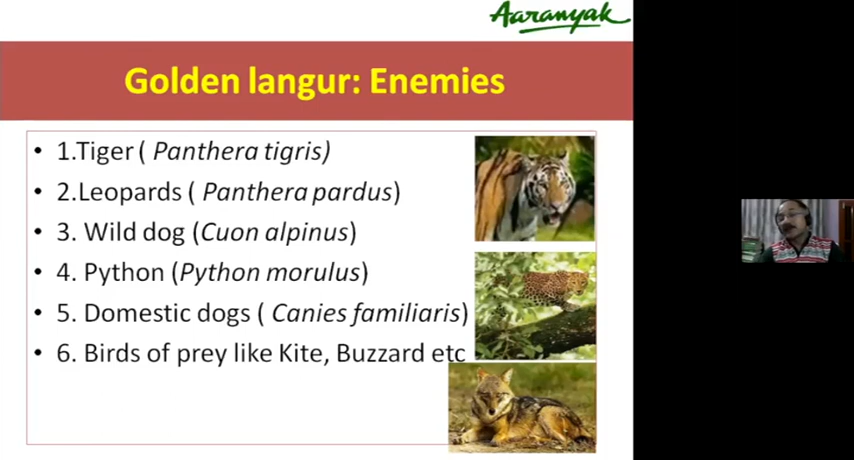 Aaranyak
Golden langur: Enemies
• 1.Tiger ( Panthera tigris)
• 2.Leopards ( Panthera pardus)
• 3. Wild dog (Cuon alpinus)
• 4. Python (Python morulus)
• 5. Domestic dogs ( Canies familiaris)
• 6. Birds of prey like Kite, Buzzard etc